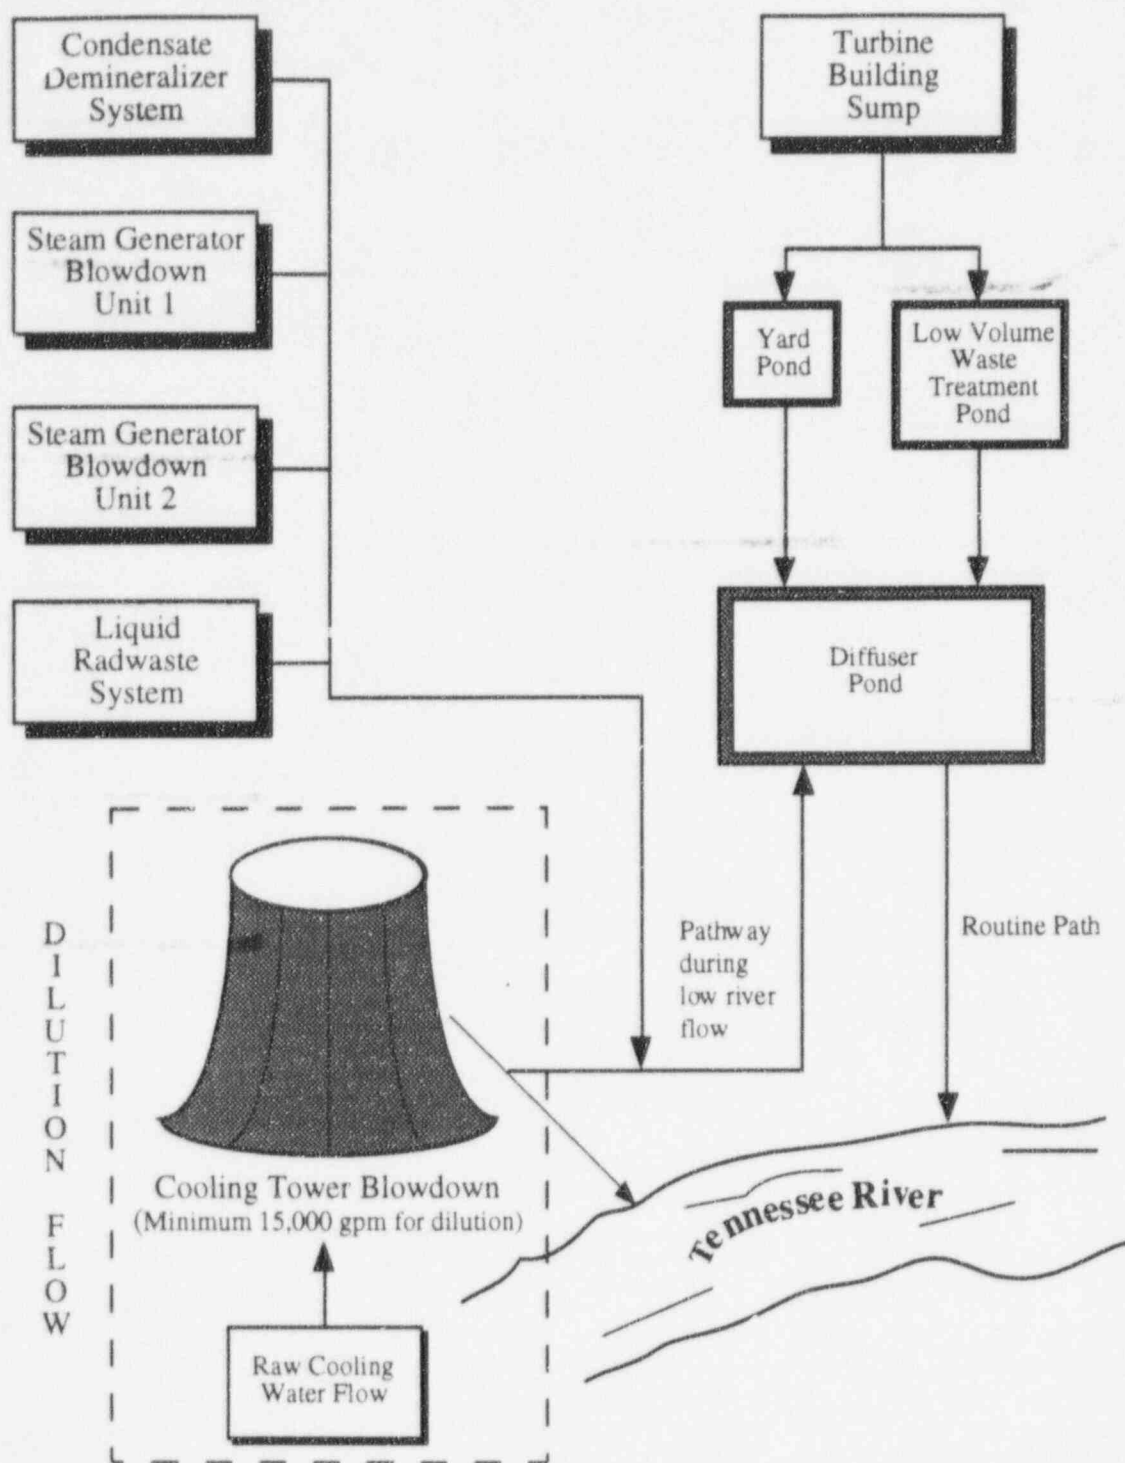 Condensate
Demineralizer
System
Turbine
Building
Sump
Steam Generator
Blowdown
Unit 1
Yard
Pond
Low Volume
Waste
Treatment
Pond
Steam Generator
Blowdown
Unit 2
Liquid
Radwaste
System
Diffuser
Pond
DILUTION FLOW
Pathway
during
low river
flow
Routine Path
Cooling Tower Blowdown
(Minimum 15,000 gpm for dilution)
Tennessee River
Raw Cooling
Water Flow